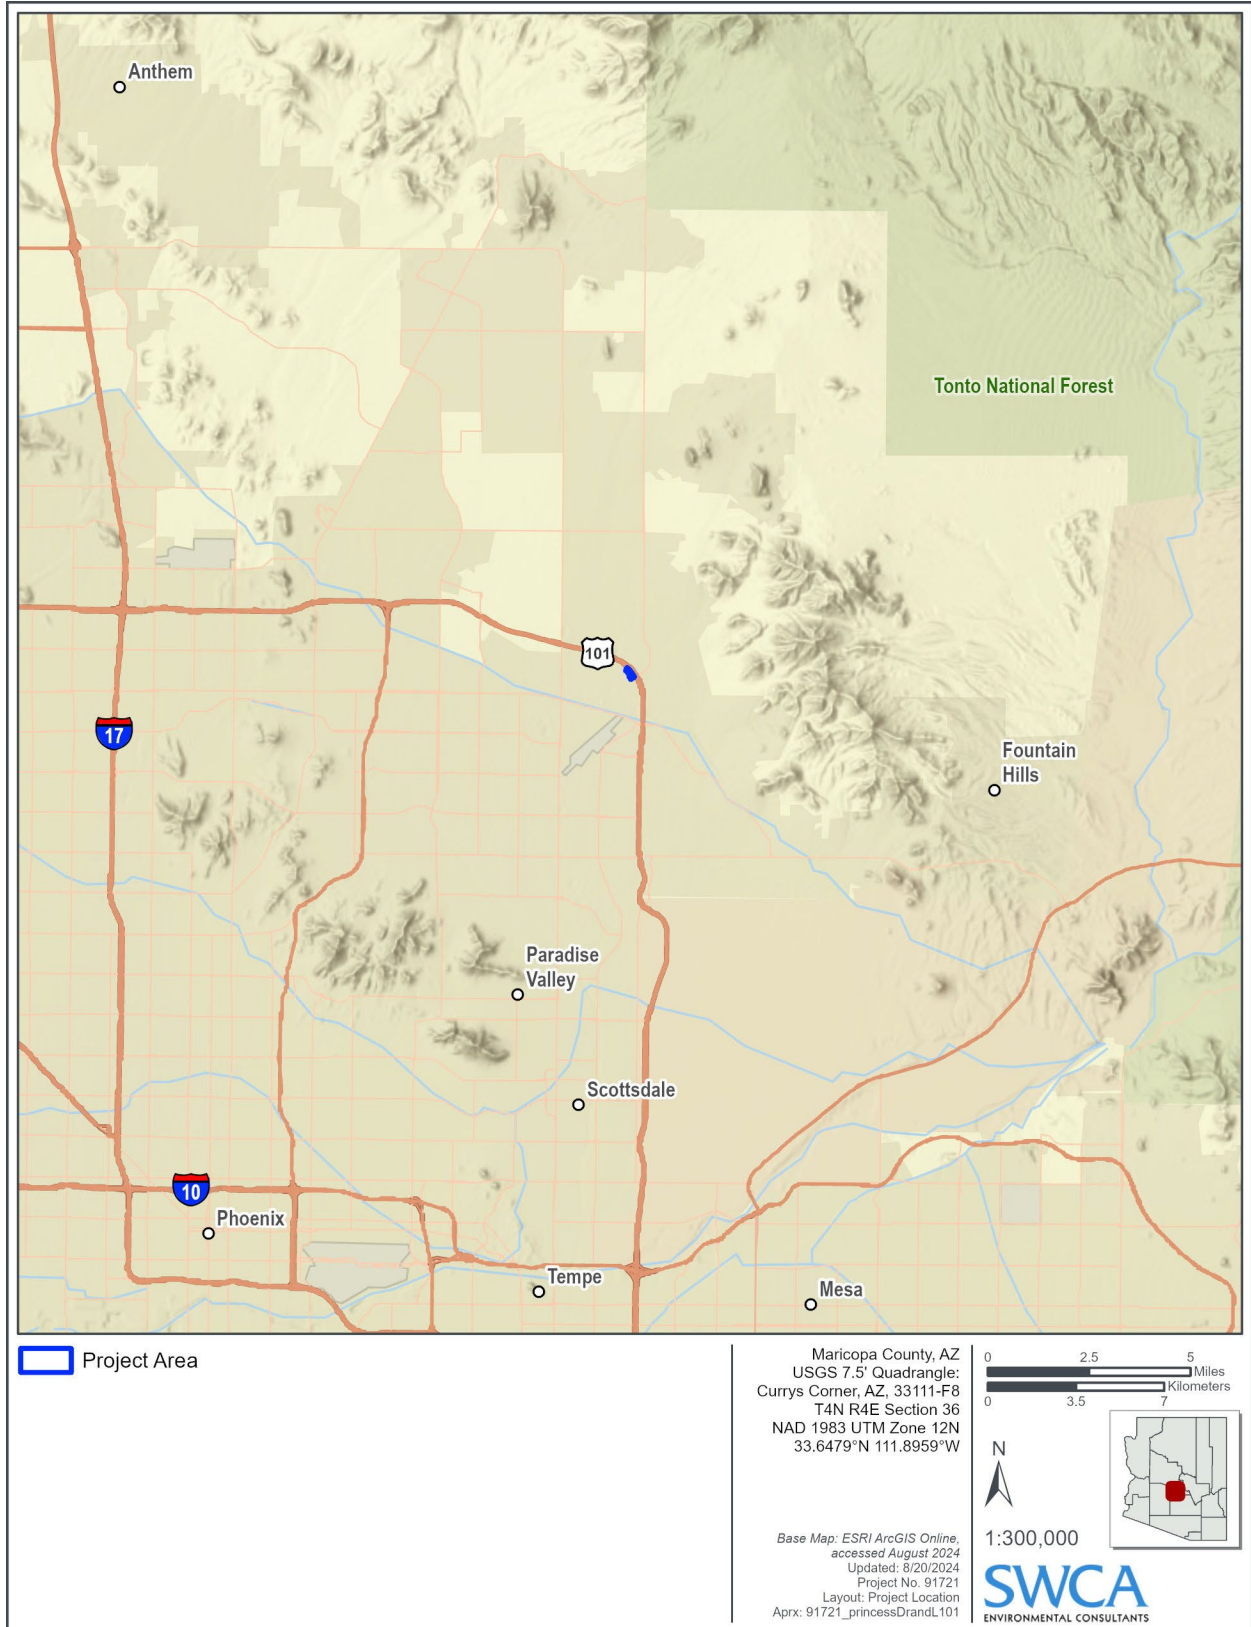 Anthem
Tonto National Forest
101
17
Fountain
Hills
Paradise
Valley
Scottsdale
10
Phoenix
Tempe
Mesa
Project Area
Maricopa County, AZ
USGS 7.5' Quadrangle:
Currys Corner, AZ, 33111-F8
T4N R4E Section 36
NAD 1983 UTM Zone 12N
33.6479°N 111.8959°W
Base Map: ESRI ArcGIS Online,
accessed August 2024
Updated: 8/20/2024
Project No. 91721
Layout: Project Location
Aprx: 91721_princessDrandL101
0 2.5 5
Miles
Kilometers
0 3.5 7
N
1:300,000
SWCA
ENVIRONMENTAL CONSULTANTS